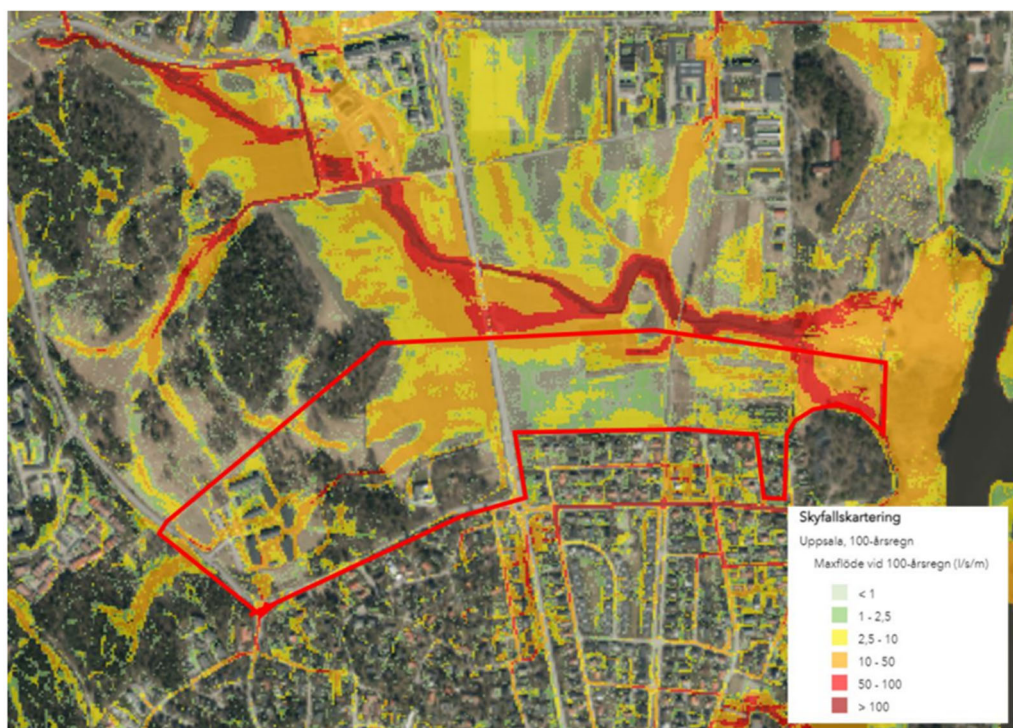 Skyfallskartering
Uppsala, 100-årsregn
Maxflöde vid 100-årsregn (l/s/m)
< 1
1 - 2,5
2,5 - 10
10 - 50
50 - 100
> 100